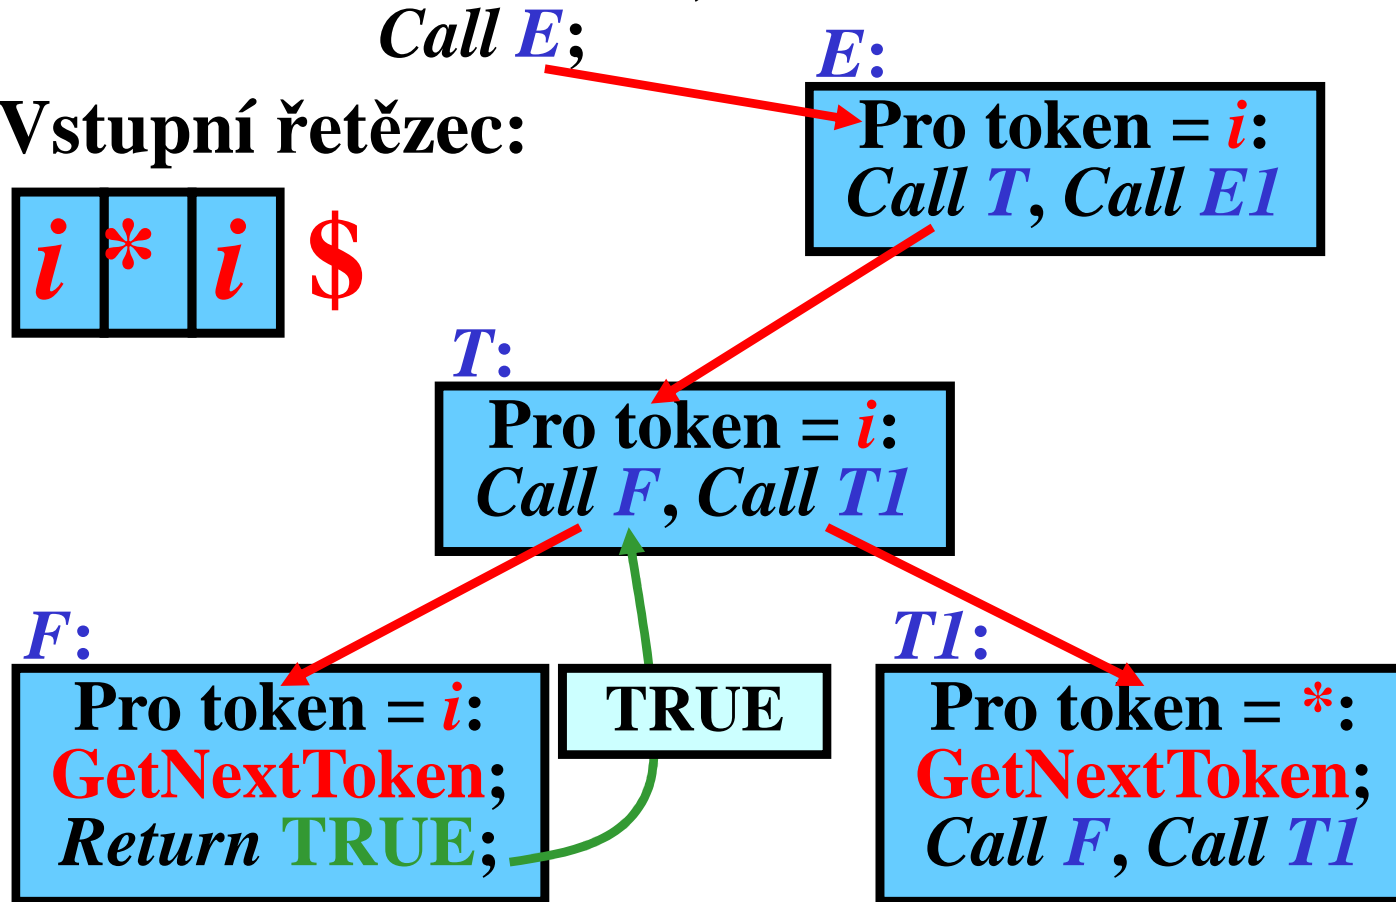 Call E;
E:
Pro token = i:
Call T, Call E1
Vstupní řetězec:
i * i $
T:
Pro token = i:
Call F, Call T1
F:
Pro token = i:
GetNextToken;
Return TRUE;
TRUE
T1:
Pro token = *:
GetNextToken;
Call F, Call T1